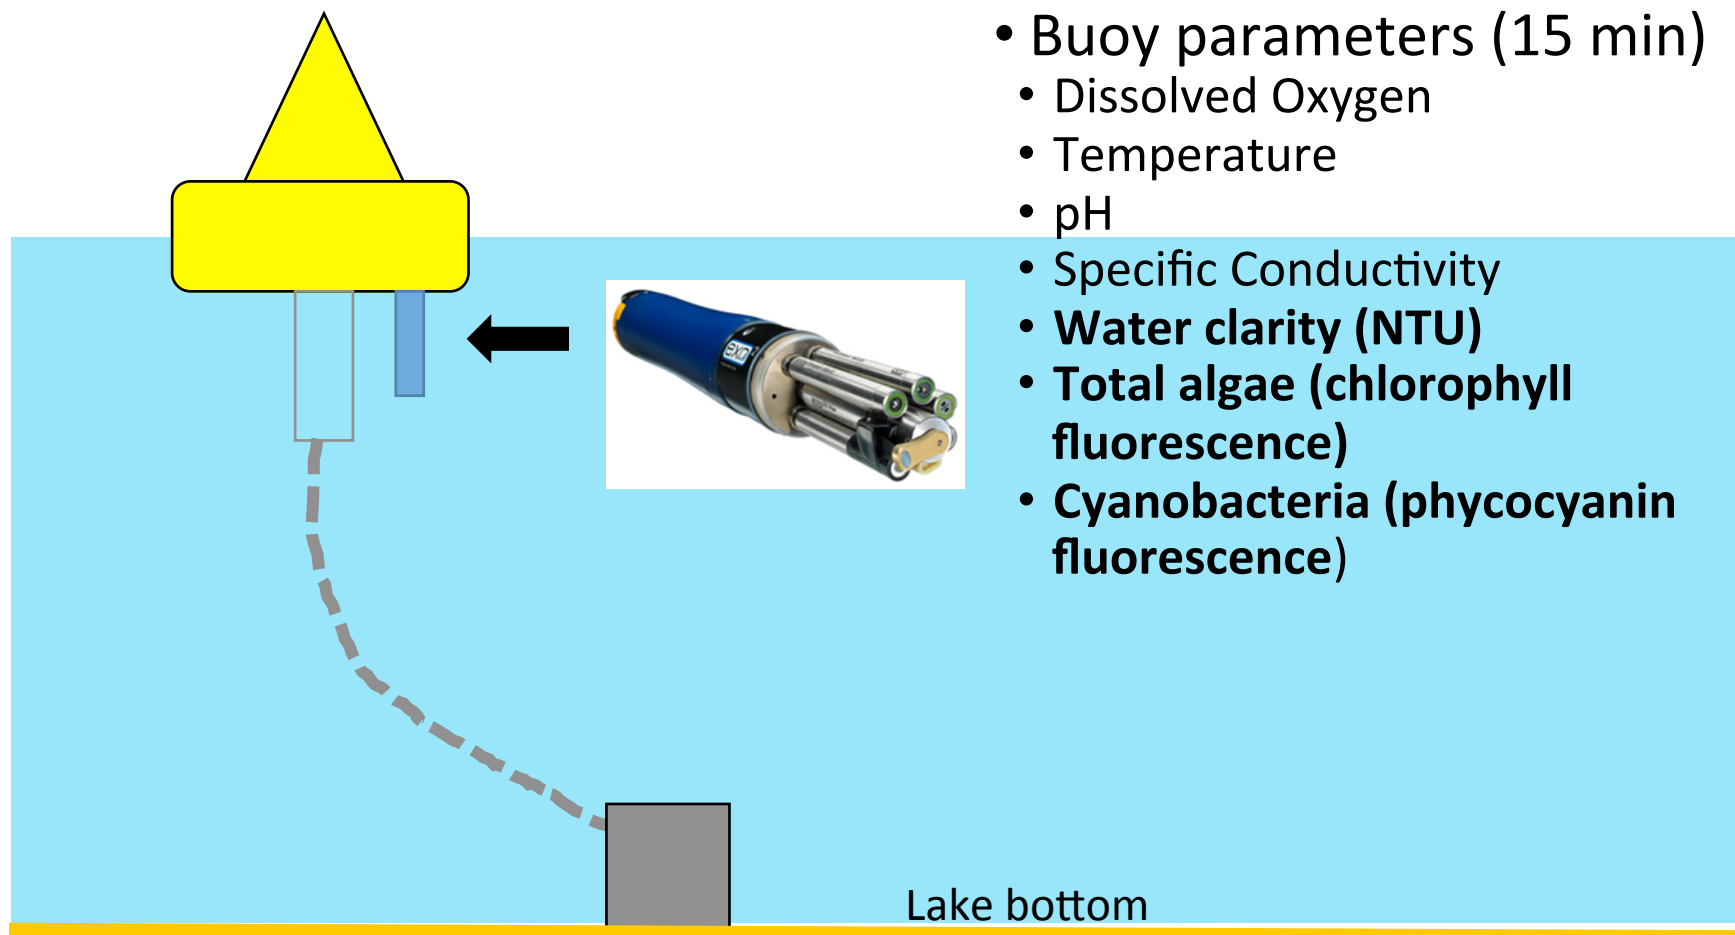 • Buoy parameters (15 min)
• Dissolved Oxygen
• Temperature
• pH
• Specific Conductivity
• Water clarity (NTU)
• Total algae (chlorophyll
fluorescence)
• Cyanobacteria (phycocyanin
fluorescence)
exo
Lake bottom